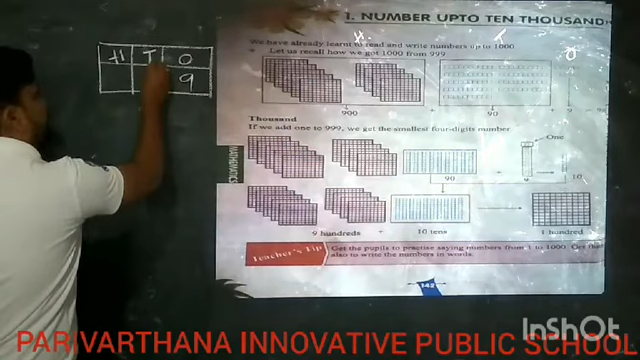 1. NUMBER UPTO TEN THOUSAND
We have already learnt to read and write numbers up to 1000.
Let us recall how we got 1000 from 999.
H T O
9
H T O
900 + 90 + 9
Thousand
If we add one to 999, we get the smallest four-digits number
One
90 9 10
MATHEMATICS
9 hundreds + 10 tens 1 hundred
Teacher's Tip
Get the pupils to practise saying numbers from 1 to 1000. Get
also to write the numbers in words.
142
InShOt
PARIVARTHANA INNOVATIVE PUBLIC SCHOOL